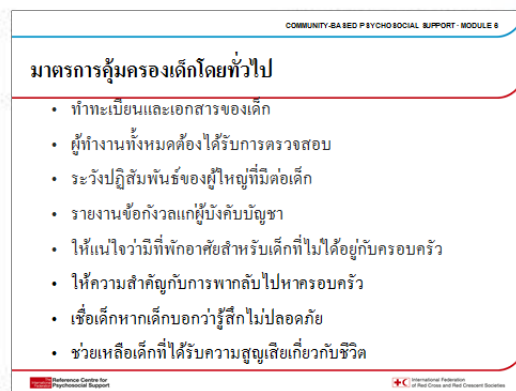 COMMUNITY-BASED PSYCHOSOCIAL SUPPORT - MODULE 6
มาตรการคุ้มครองเด็กโดยทั่วไป
• ทำทะเบียนและเอกสารของเด็ก
• ผู้ทำงานทั้งหมดต้องได้รับการตรวจสอบ
• ระวังปฏิสัมพันธ์ของผู้ใหญ่ที่มีต่อเด็ก
• รายงานข้อกังวลแก่ผู้บังคับบัญชา
• ให้แน่ใจว่ามีที่พักอาศัยสำหรับเด็กที่ไม่ได้อยู่กับครอบครัว
• ให้ความสำคัญกับการพากลับไปหาครอบครัว
• เชื่อเด็กหากเด็กบอกว่ารู้สึกไม่ปลอดภัย
• ช่วยเหลือเด็กที่ได้รับความสูญเสียเกี่ยวกับชีวิต
Reference Centre for
Psychosocial Support
International Federation
of Red Cross and Red Crescent Societies